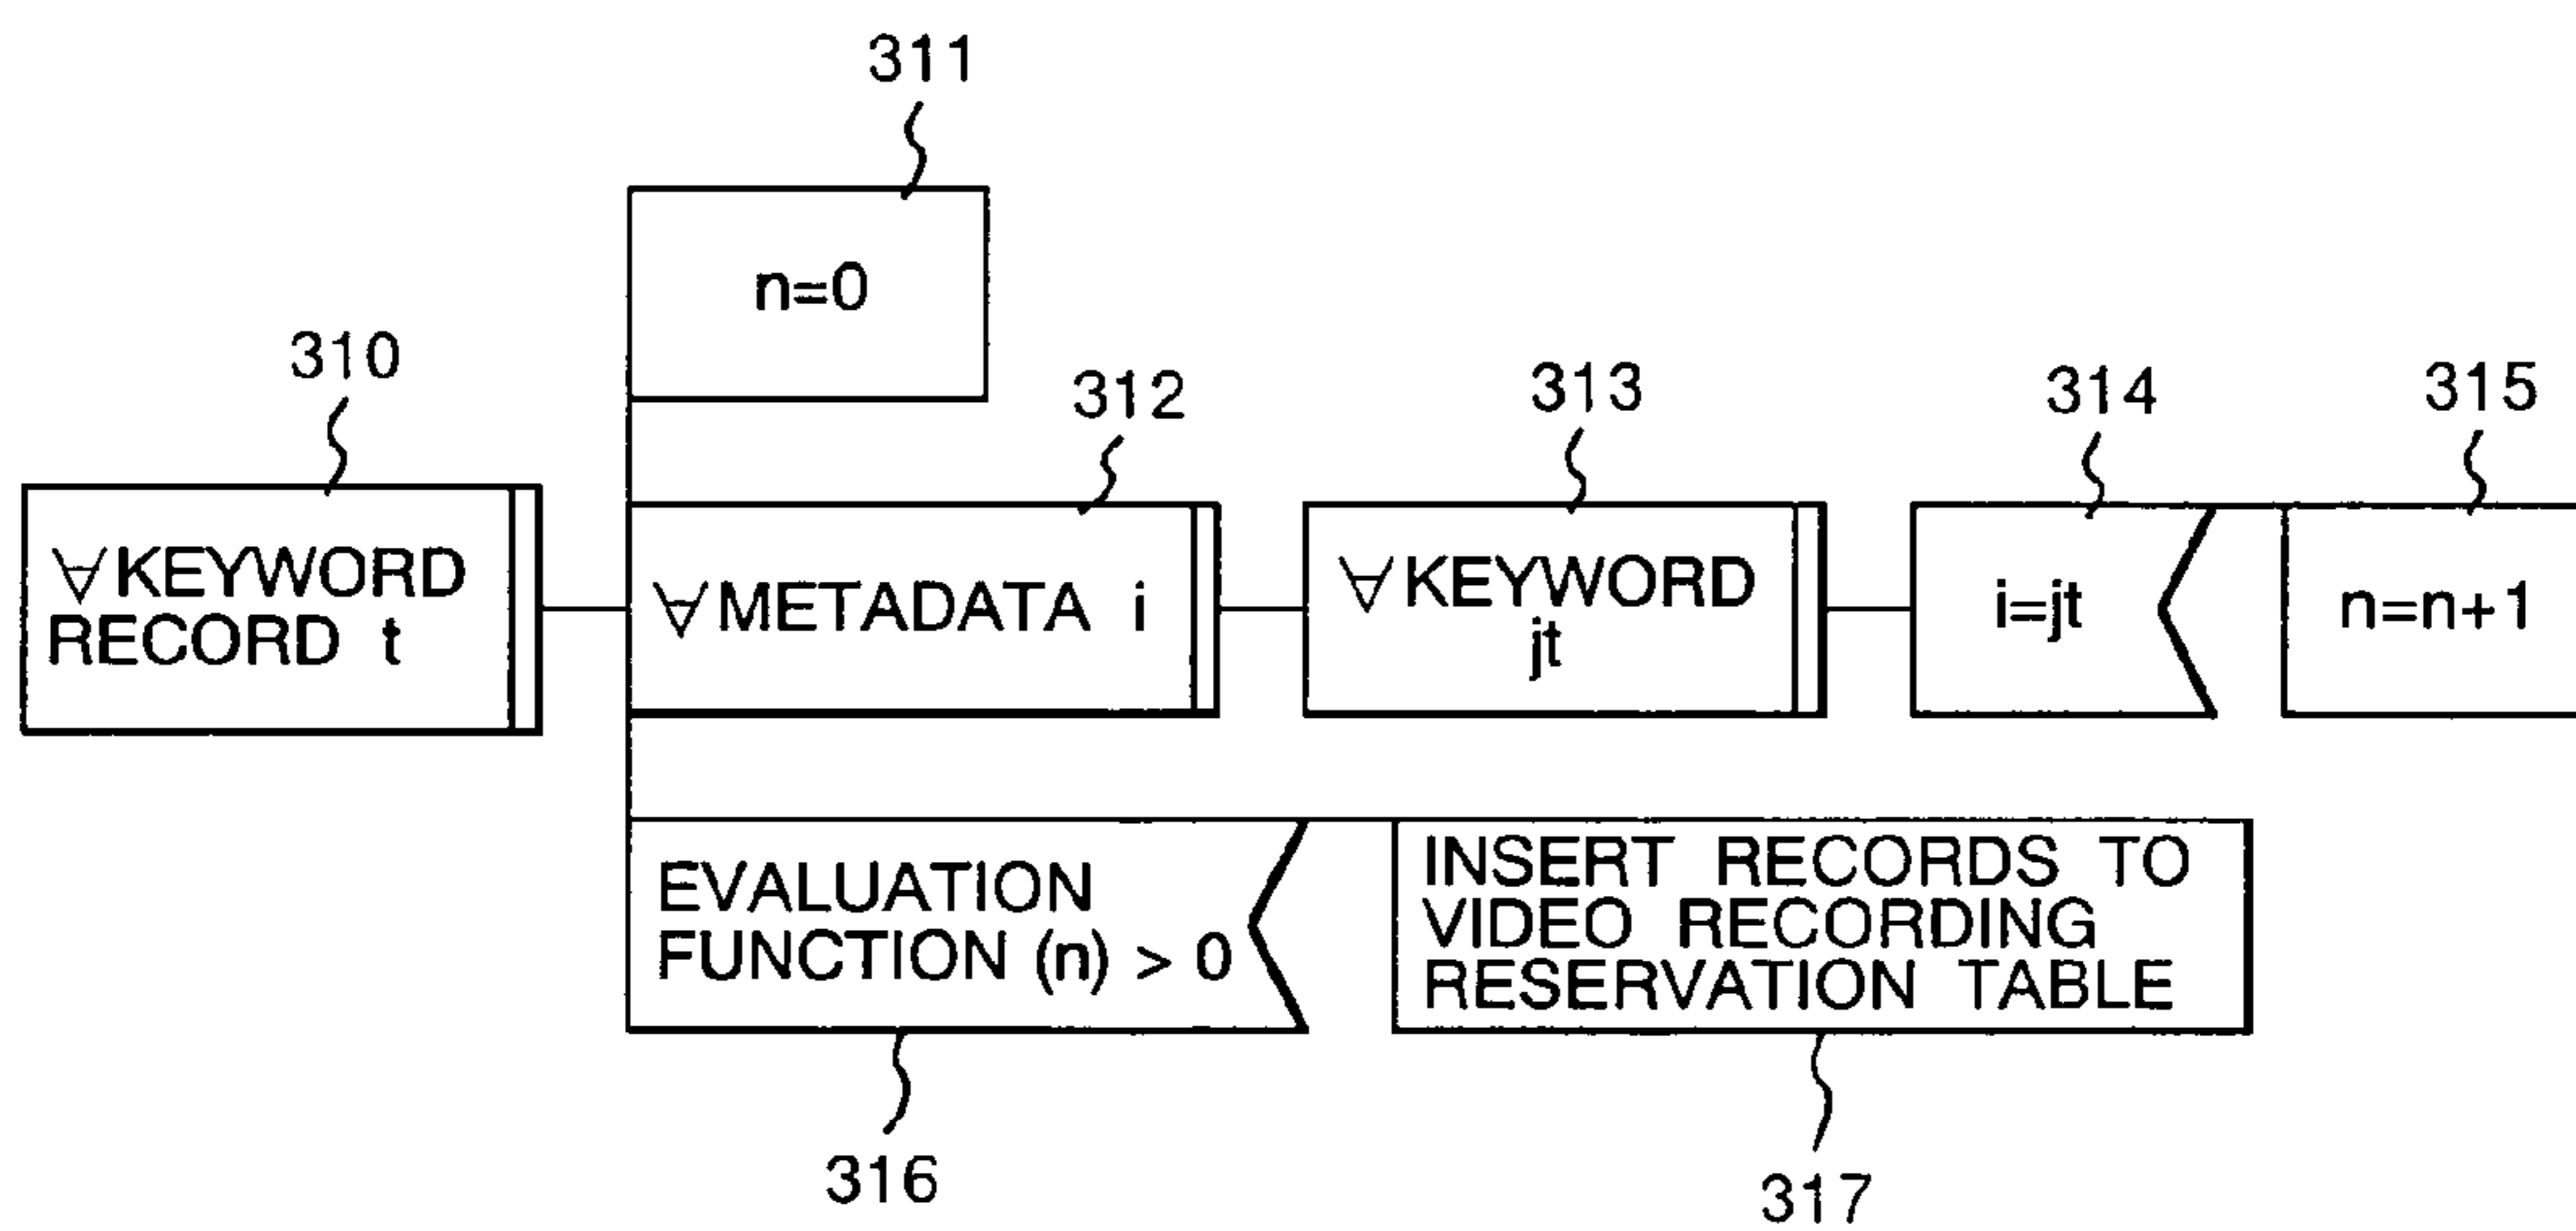 311
n=0
310
312
313
314
315
∀KEYWORD
RECORD t
∀METADATA i
∀KEYWORD
jt
i=jt
n=n+1
EVALUATION
FUNCTION (n) > 0
INSERT RECORDS TO
VIDEO RECORDING
RESERVATION TABLE
316
317